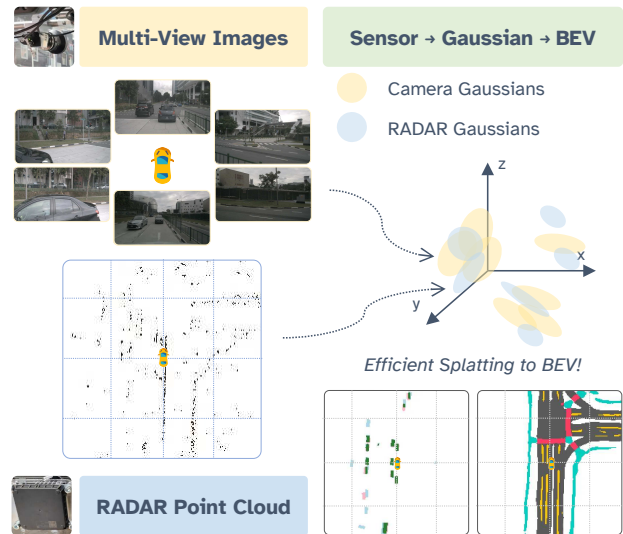 Multi-View Images
Sensor → Gaussian → BEV
Camera Gaussians
RADAR Gaussians
z
x
y
Efficient Splatting to BEV!
RADAR Point Cloud